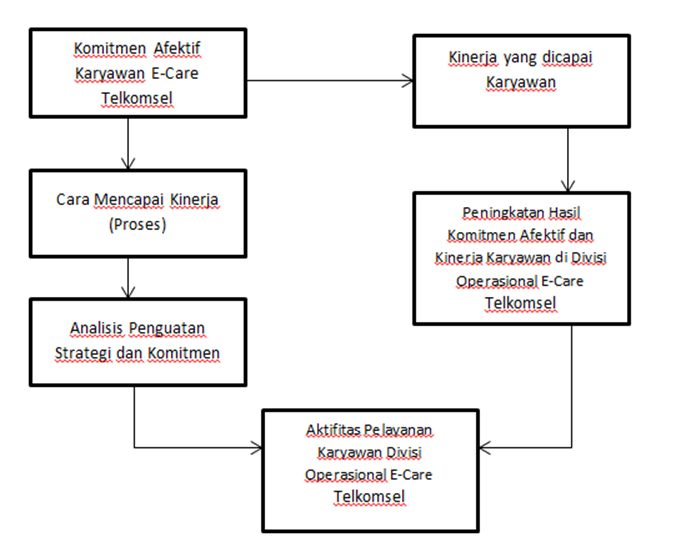 Komitmen Afektif
Karyawan E-Care
Telkomsel
Kinerja yang dicapai
Karyawan
Cara Mencapai Kinerja
(Proses)
Peningkatan Hasil
Komitmen Afektif dan
Kinerja Karyawan di Divisi
Operasional E-Care
Telkomsel
Analisis Penguatan
Strategi dan Komitmen
Aktifitas Pelayanan
Karyawan Divisi
Operasional E-Care
Telkomsel